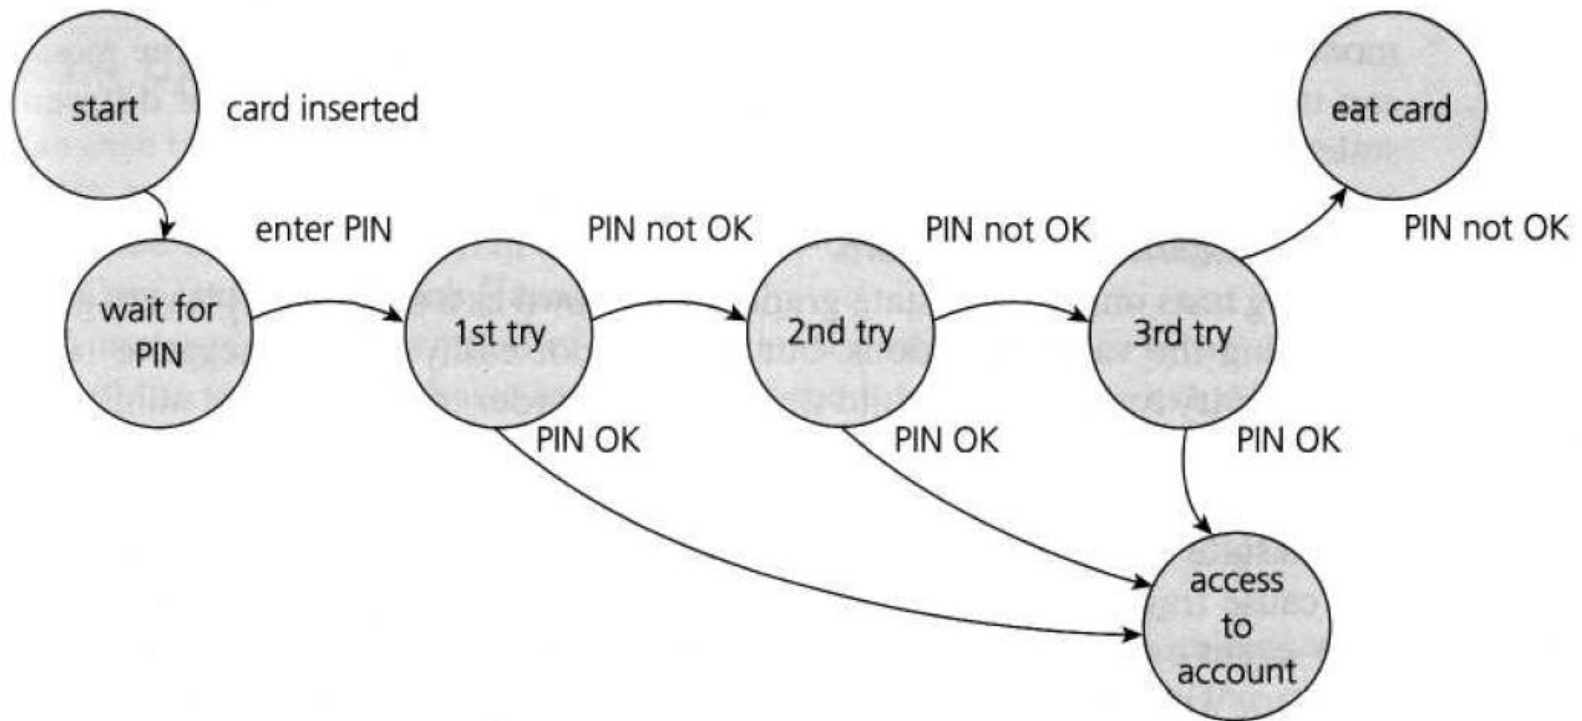 start
card inserted
eat card
enter PIN
PIN not OK
PIN not OK
PIN not OK
wait for
PIN
1st try
2nd try
3rd try
PIN OK
PIN OK
PIN OK
access
to
account